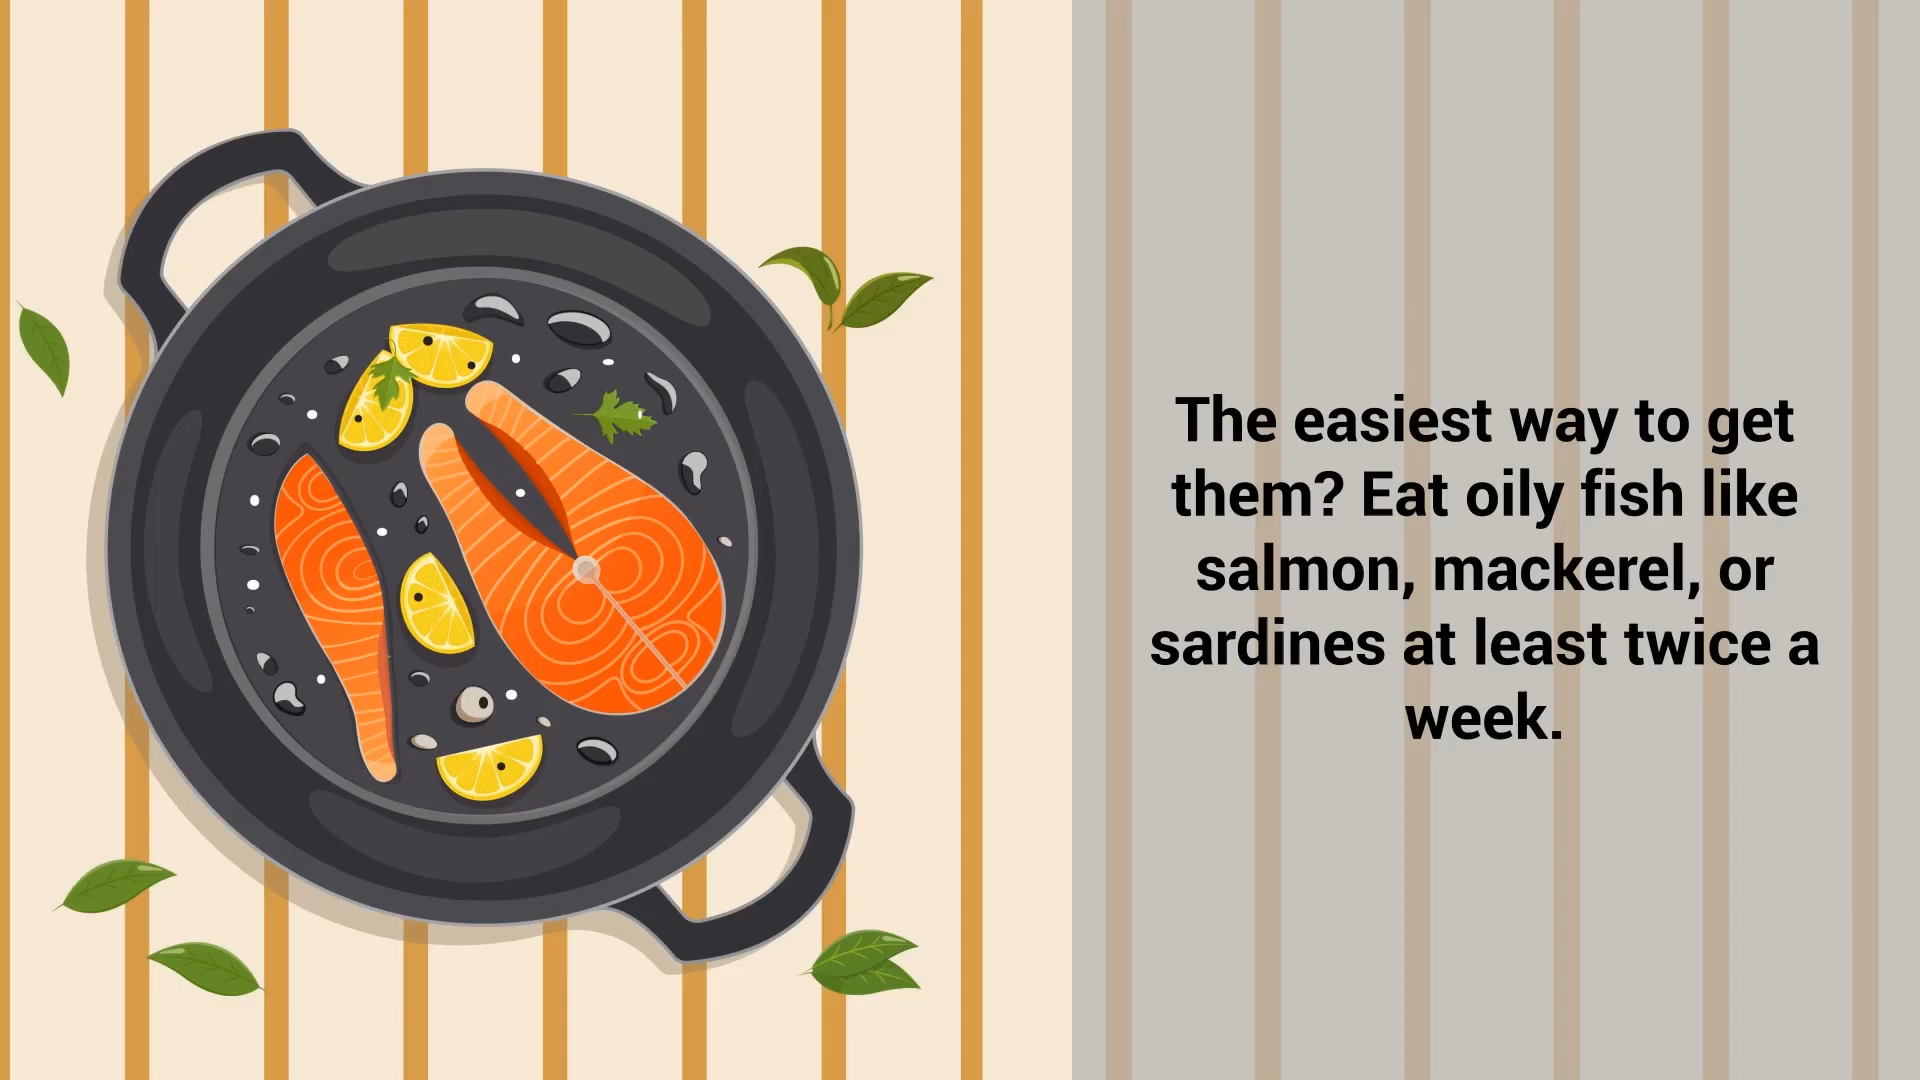 The easiest way to get
them? Eat oily fish like
salmon, mackerel, or
sardines at least twice a
week.